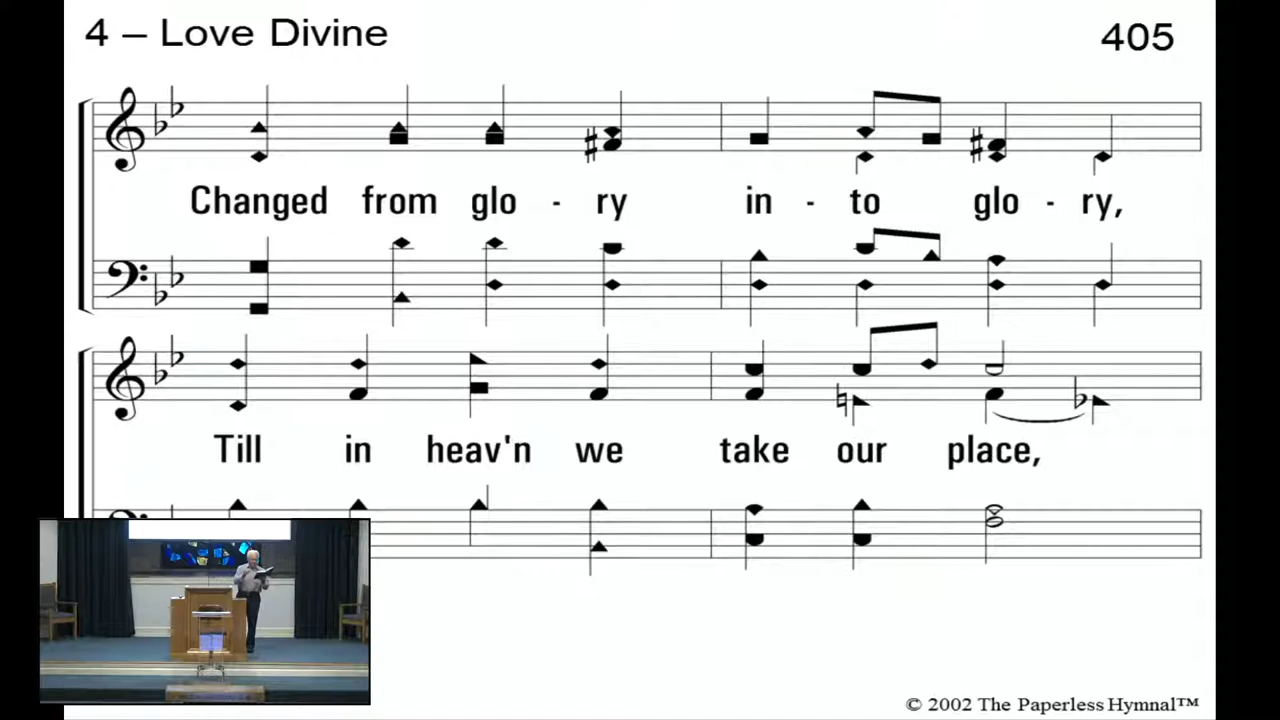 4 – Love Divine
405
Changed from glo - ry in - to glo - ry,
Till in heav'n we take our place,
© 2002 The Paperless Hymnal™